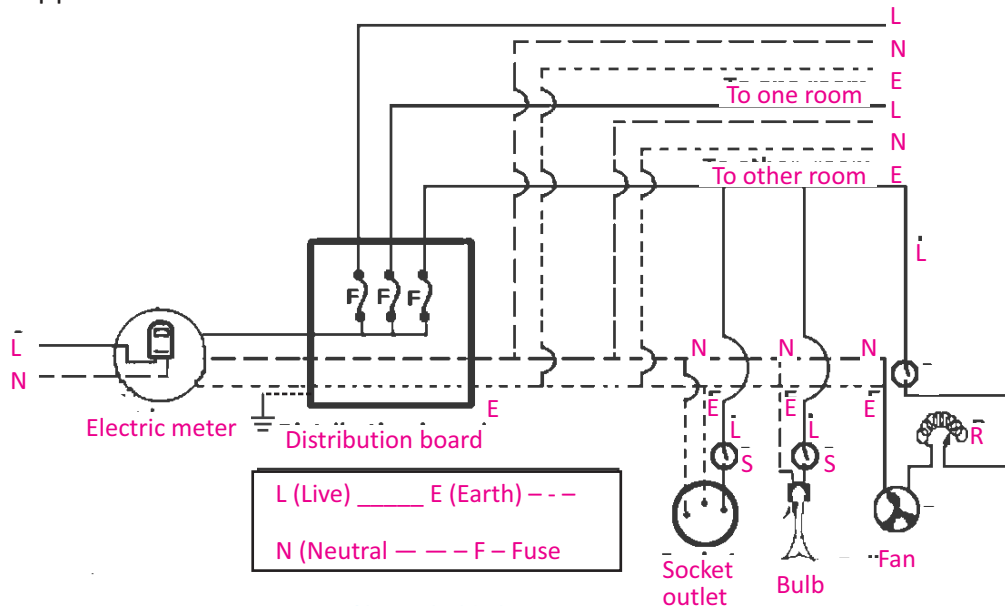 L
N
E
To one room
L
N
To other room
E
L
F F F
L
N
N N N
E E E
E
L L
S S
R
Electric meter
Distribution board
L (Live) _____ E (Earth) – - –
N (Neutral — — – F – Fuse
Fan
Socket
outlet
Bulb